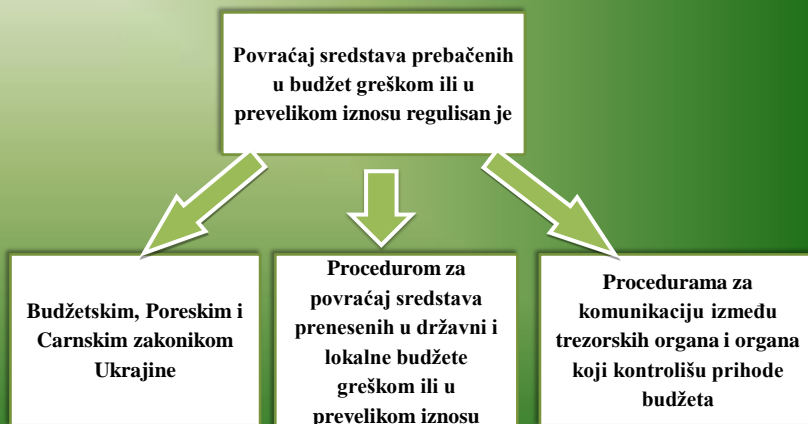 Povraćaj sredstava prebačenih
u budžet greškom ili u
prevelikom iznosu regulisan je
Budžetskim, Poreskim i
Carnskim zakonikom
Ukrajine
Procedurom za
povraćaj sredstava
prenesenih u državni i
lokalne budžete
greškom ili u
prevelikom iznosu
Procedurama za
komunikaciju između
trezorskih organa i organa
koji kontrolišu prihode
budžeta